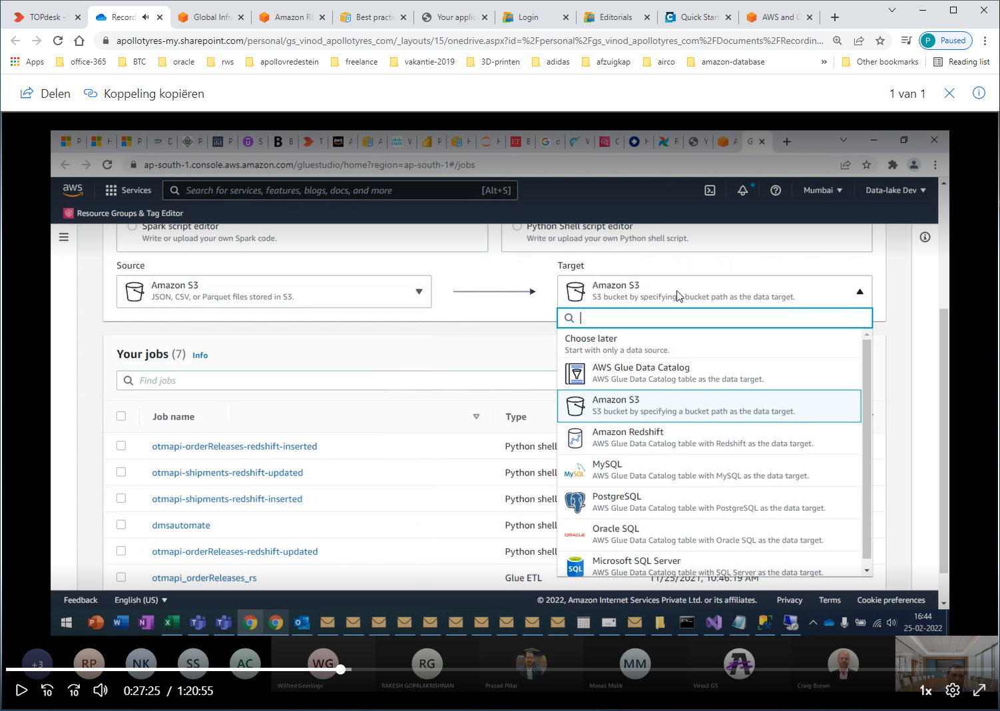 TOPdesk -
Record
Global Infra
Amazon RD
Best practic
Your applic
Login
Editorials
Quick Start
AWS and O
apollotyres-my.sharepoint.com/personal/gs_vinod_apollotyres_com/_layouts/15/onedrive.aspx?id=%2Fpersonal%2Fgs_vinod_apollotyres_com%2FDocuments%2FRecordin...
P Paused
Apps office-365 BTC oracle rws apollovredestein freelance vakantie-2019 3D-printen adidas afzuigkap airco amazon-database » Other bookmarks Reading list
Delen Koppeling kopiëren 1 van 1
ap-south-1.console.aws.amazon.com/gluestudio/home?region=ap-south-1#/jobs
aws Services Search for services, features, blogs, docs, and more [Alt+S] Mumbai Data-lake Dev
Resource Groups & Tag Editor
Spark script editor
Write or upload your own Spark code.
Python Shell script editor
Write or upload your own Python shell script.
Source
Amazon S3
JSON, CSV, or Parquet files stored in S3.
Target
Amazon S3
S3 bucket by specifying a bucket path as the data target.
Choose later
Start with only a data source.
AWS Glue Data Catalog
AWS Glue Data Catalog table as the data target.
Amazon S3
S3 bucket by specifying a bucket path as the data target.
Amazon Redshift
AWS Glue Data Catalog table with Redshift as the data target.
MySQL
MySQL
AWS Glue Data Catalog table with MySQL as the data target.
PostgreSQL
AWS Glue Data Catalog table with PostgreSQL as the data target.
ORACLE
Oracle SQL
AWS Glue Data Catalog table with Oracle SQL as the data target.
SQL
Microsoft SQL Server
AWS Glue Data Catalog table with SQL Server as the data target.
Your jobs (7) Info
Find jobs
Job name Type
otmapi-orderReleases-redshift-inserted Python shell
otmapi-shipments-redshift-updated Python shell
otmapi-shipments-redshift-inserted Python shell
dmsautomate Python shell
otmapi-orderReleases-redshift-updated Python shell
otmapi_orderReleases_rs Glue ETL 11/25/2021, 10:46:19 AM
Feedback English (US) © 2022, Amazon Internet Services Private Ltd. or its affiliates. Privacy Terms Cookie preferences
16:44
25-02-2022
+3 RP NK SS AC WG RG MM
Wilfred Geerlings RAKESH GOPALAKRISHNAN Prasad Pillai Manas Malik Vinod GS Craig Brown
10 10 0:27:25 / 1:20:55 1x